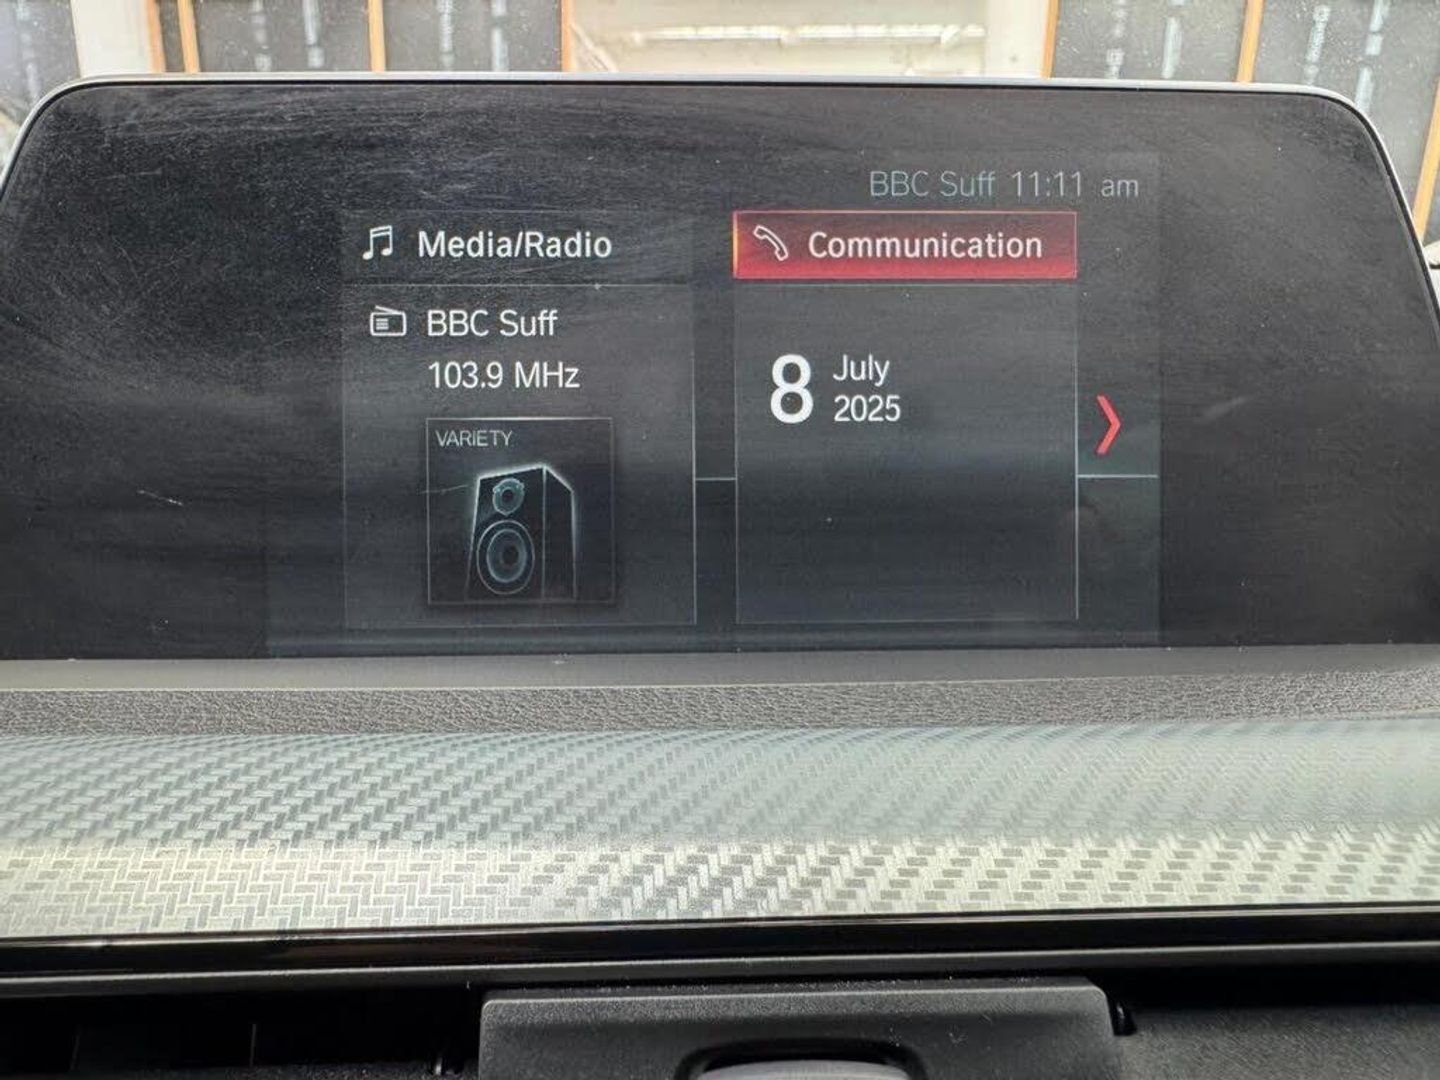 BBC Suff 11:11 am
Media/Radio
Communication
BBC Suff
103.9 MHz
VARIETY
8 July
2025